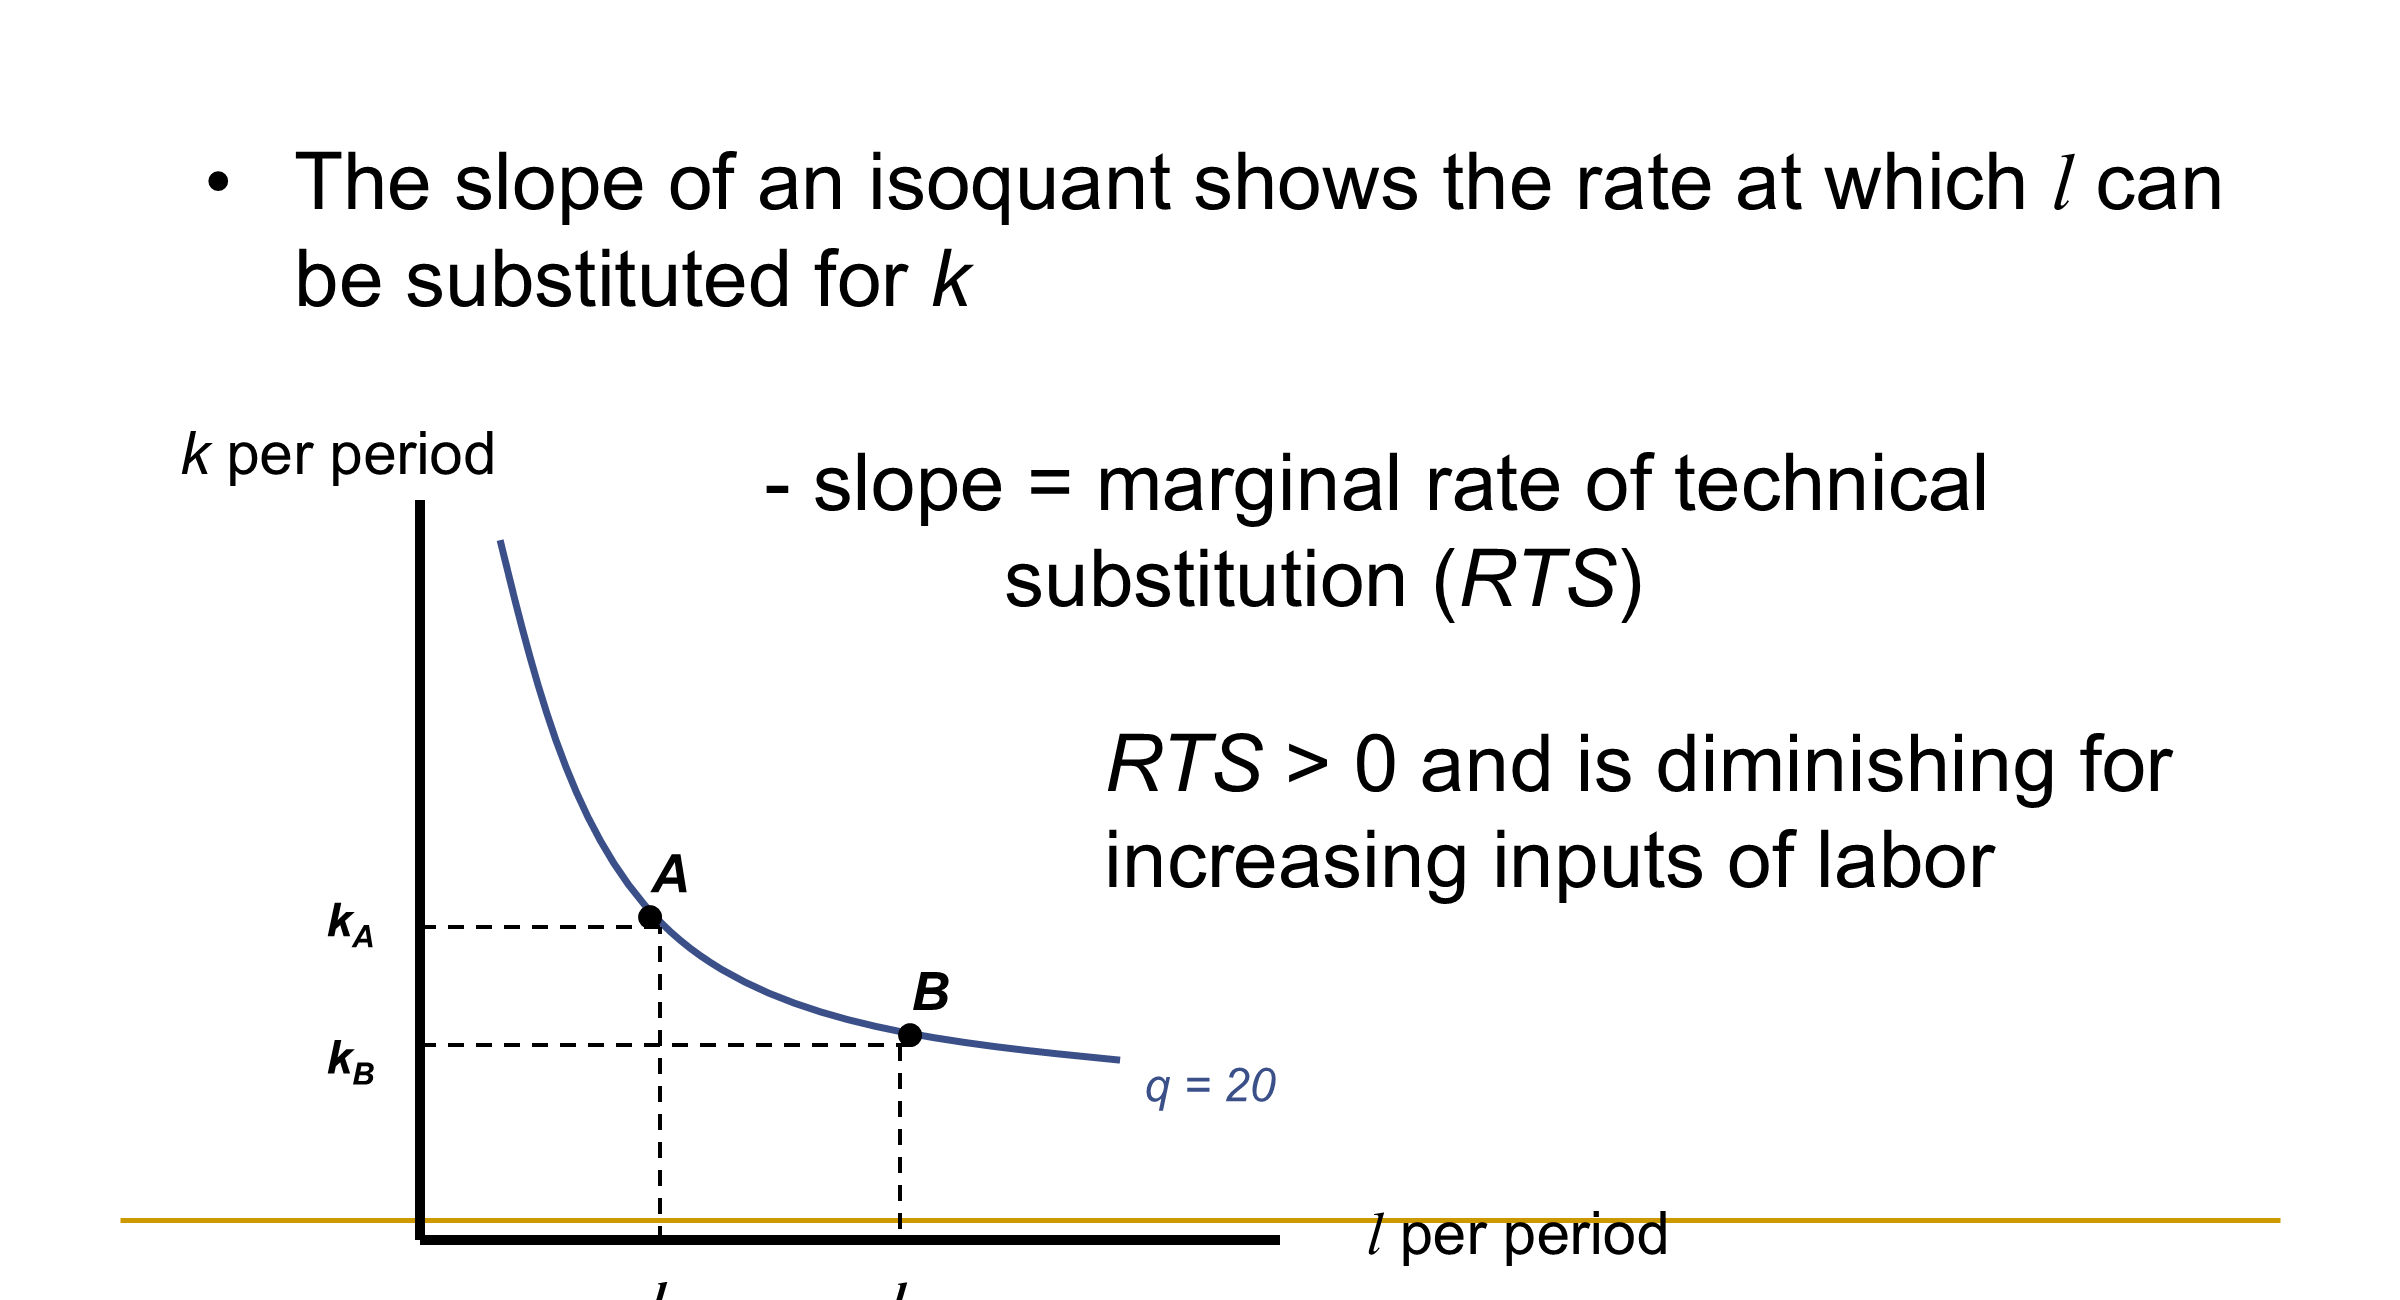 • The slope of an isoquant shows the rate at which l can
be substituted for k
k per period
- slope = marginal rate of technical
substitution (RTS)
RTS > 0 and is diminishing for
increasing inputs of labor
A
kA
B
kB
q = 20
l per period